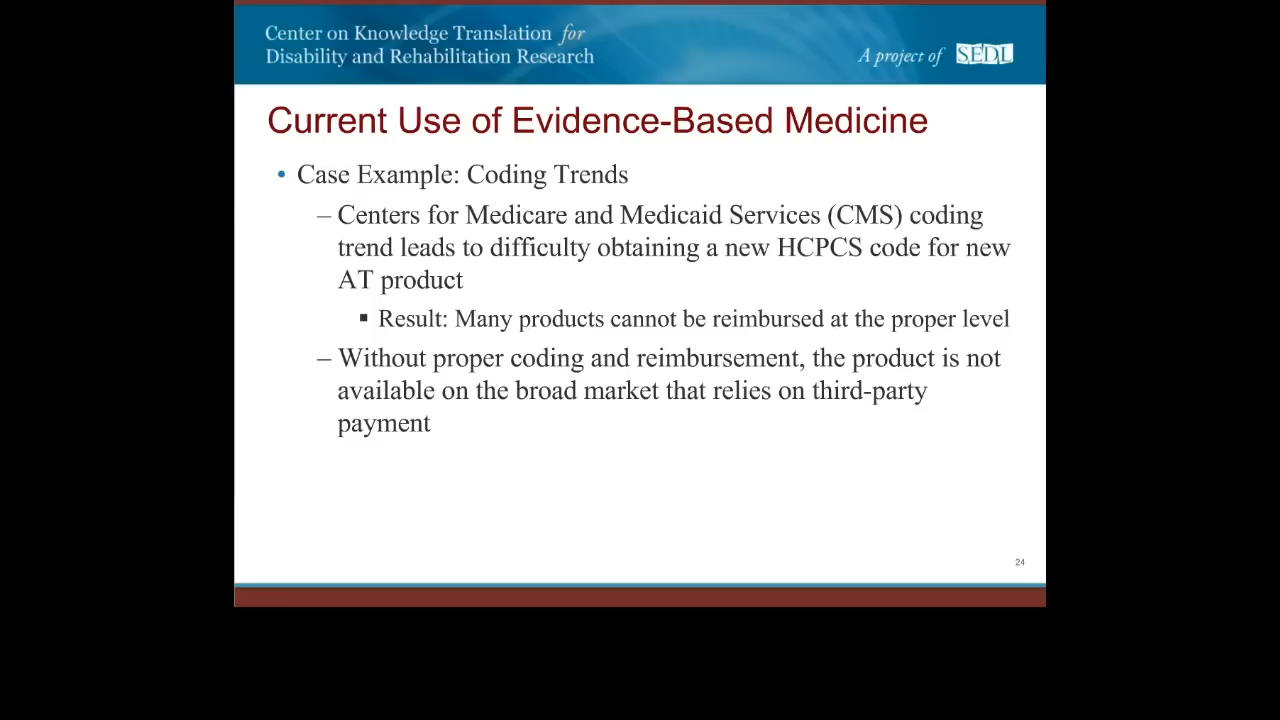 Center on Knowledge Translation for
Disability and Rehabilitation Research
A project of SEDL
Current Use of Evidence-Based Medicine
• Case Example: Coding Trends
– Centers for Medicare and Medicaid Services (CMS) coding
trend leads to difficulty obtaining a new HCPCS code for new
AT product
▪ Result: Many products cannot be reimbursed at the proper level
– Without proper coding and reimbursement, the product is not
available on the broad market that relies on third-party
payment
24